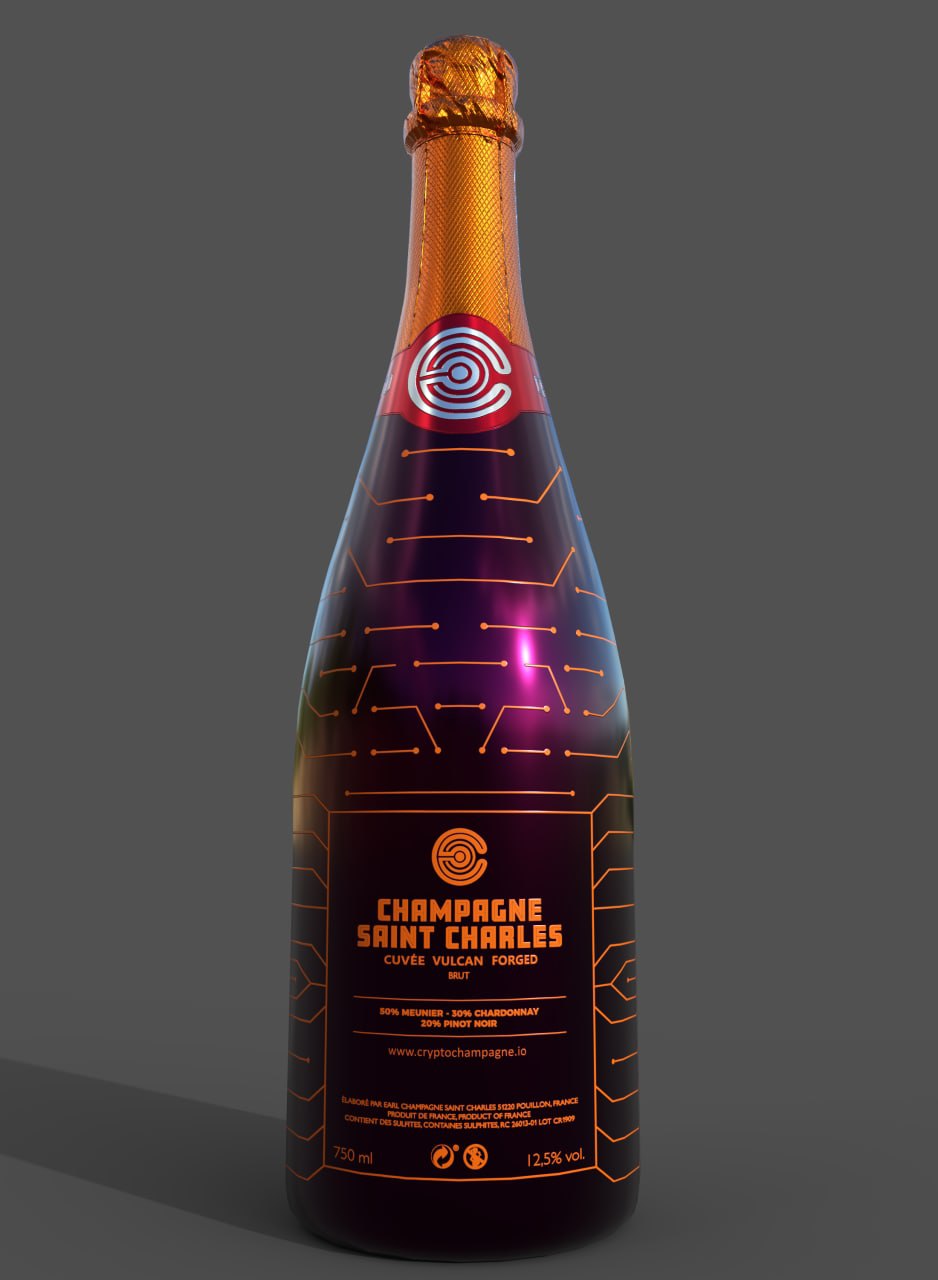 CHAMPAGNE
SAINT CHARLES
CUVÉE VULCAN FORGED
BRUT
50% MEUNIER - 30% CHARDONNAY
20% PINOT NOIR
www.cryptochampagne.io
ÉLABORÉ PAR EARL CHAMPAGNE SAINT CHARLES 51220 POUILLON, FRANCE
PRODUIT DE FRANCE, PRODUCT OF FRANCE
CONTIENT DES SULFITES, CONTAINES SULPHITES, RC 26013-01 LOT CR1909
750 ml
12,5% vol.